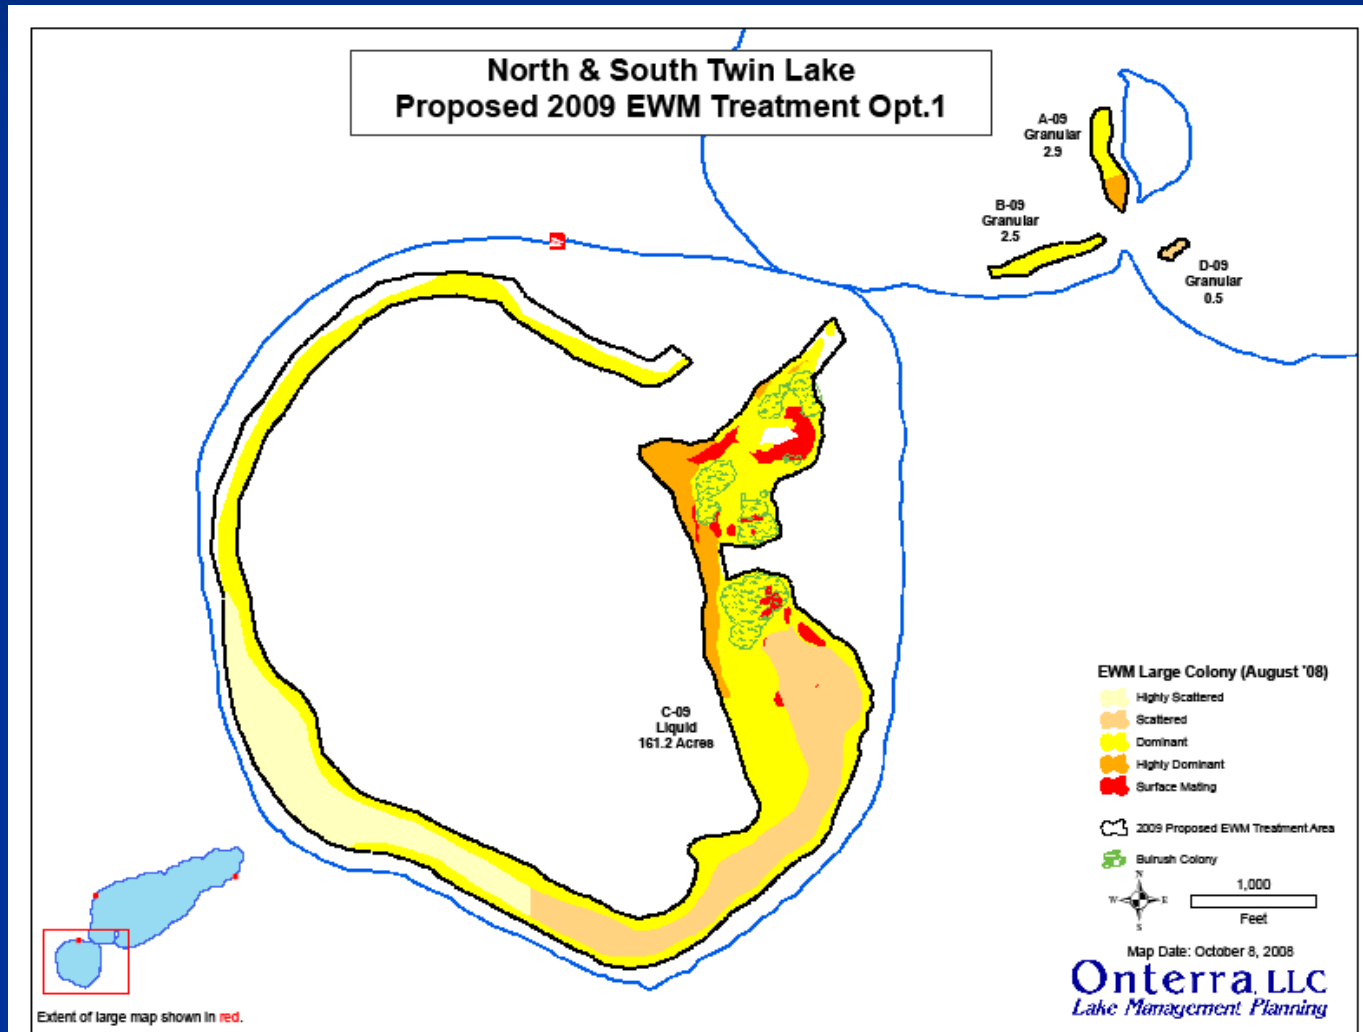 North & South Twin Lake
Proposed 2009 EWM Treatment Opt.1
A-09
Granular
2.9
B-09
Granular
2.5
D-09
Granular
0.5
C-09
Liquid
161.2 Acres
EWM Large Colony (August '08)
Highly Scattered
Scattered
Dominant
Highly Dominant
Surface Mating
2009 Proposed EWM Treatment Area
Bulrush Colony
N
W E
S
1,000
Feet
Map Date: October 8, 2008
Onterra, LLC
Lake Management Planning
Extent of large map shown in red.